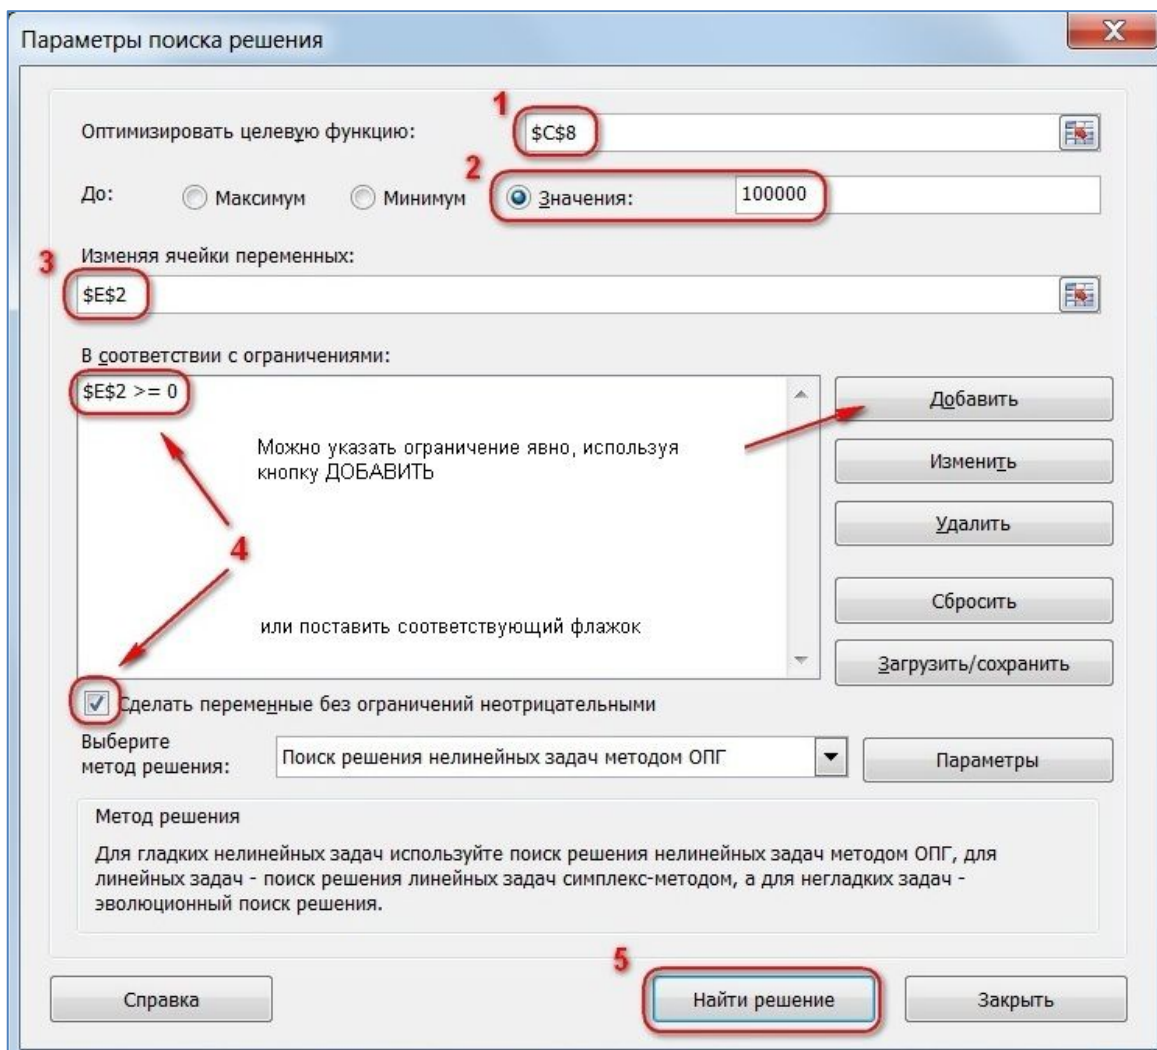 Параметры поиска решения
X
1
Оптимизировать целевую функцию: $C$8
2
До: Максимум Минимум Значения: 100000
3
Изменяя ячейки переменных:
$E$2
В соответствии с ограничениями:
$E$2 >= 0
Добавить
Можно указать ограничение явно, используя
кнопку ДОБАВИТЬ
Изменить
Удалить
4
Сбросить
или поставить соответствующий флажок
Загрузить/сохранить
Сделать переменные без ограничений неотрицательными
Выберите
метод решения:
Поиск решения нелинейных задач методом ОПГ
Параметры
Метод решения
Для гладких нелинейных задач используйте поиск решения нелинейных задач методом ОПГ, для
линейных задач - поиск решения линейных задач симплекс-методом, а для негладких задач -
эволюционный поиск решения.
5
Справка Найти решение Закрыть